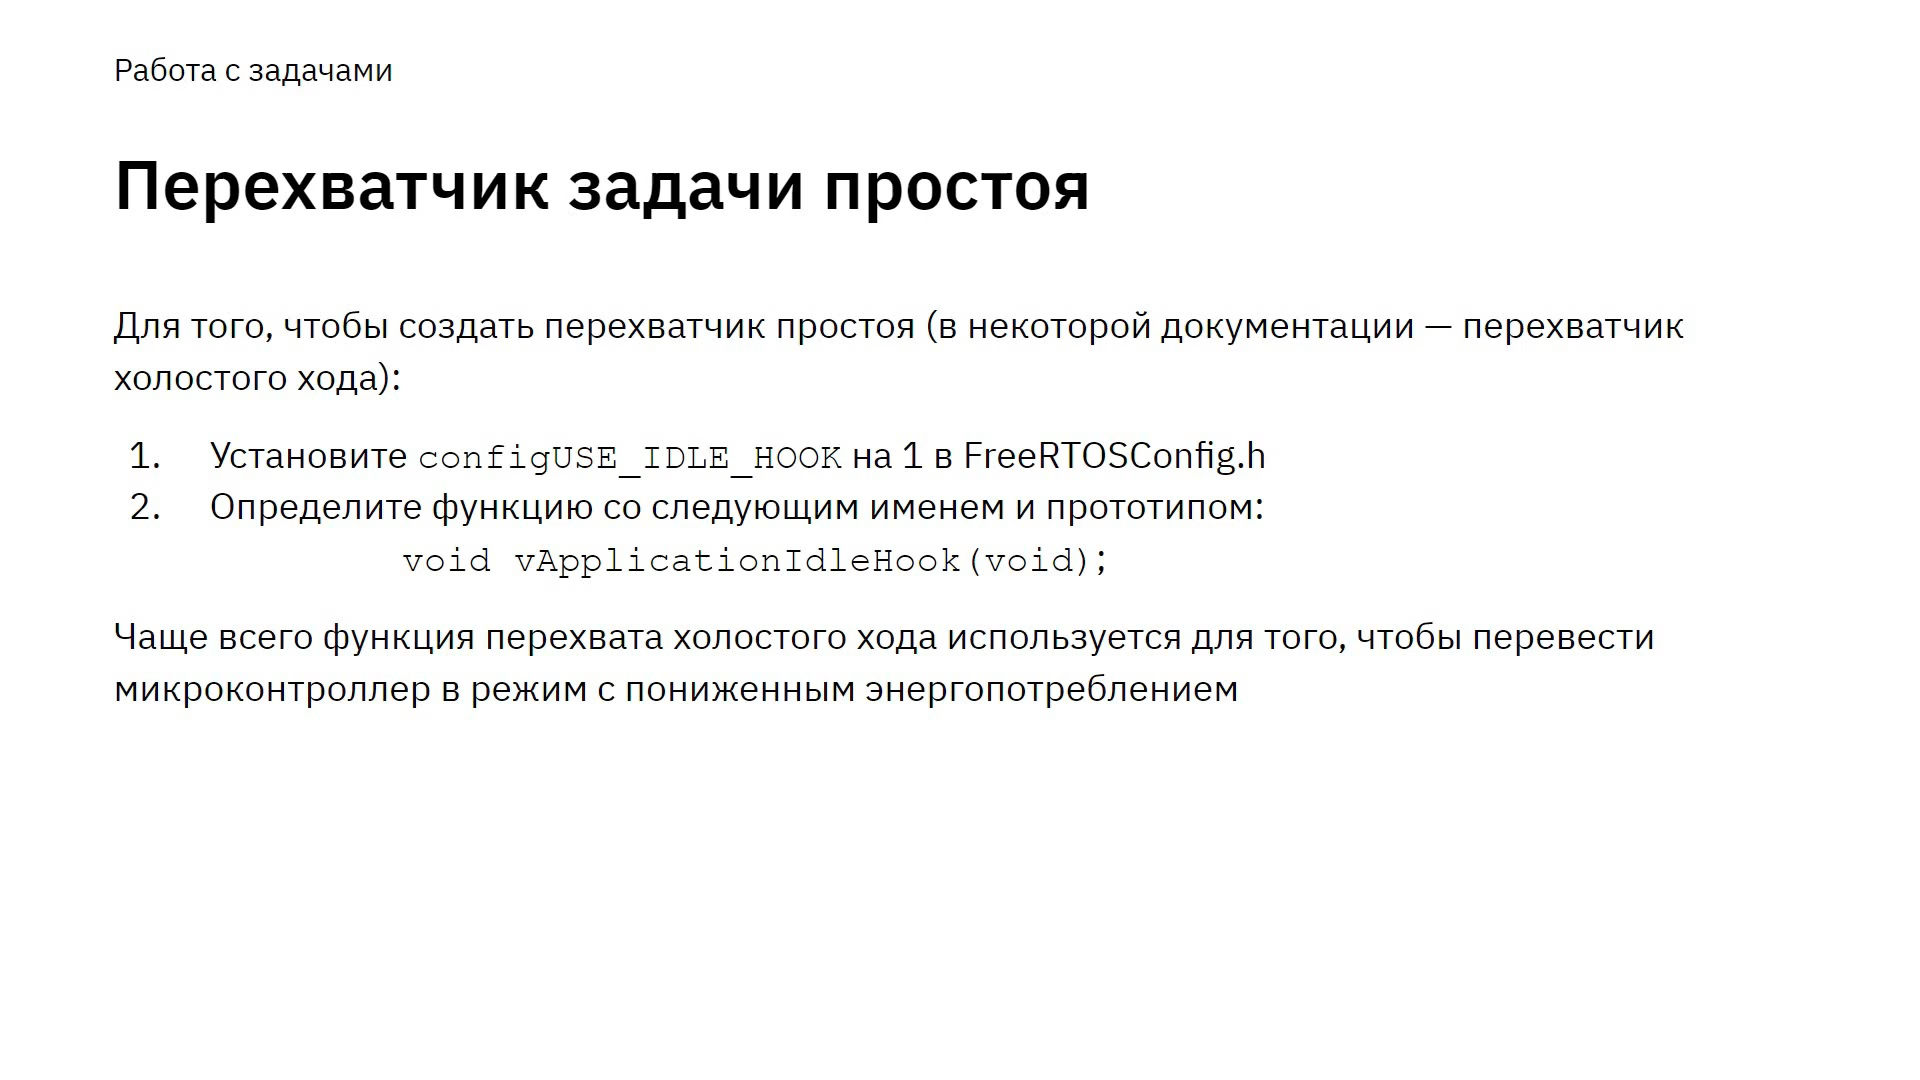 Работа с задачами
Перехватчик задачи простоя
Для того, чтобы создать перехватчик простоя (в некоторой документации — перехватчик
холостого хода):
1. Установите configUSE_IDLE_HOOK на 1 в FreeRTOSConfig.h
2. Определите функцию со следующим именем и прототипом:
void vApplicationIdleHook(void);
Чаще всего функция перехвата холостого хода используется для того, чтобы перевести
микроконтроллер в режим с пониженным энергопотреблением